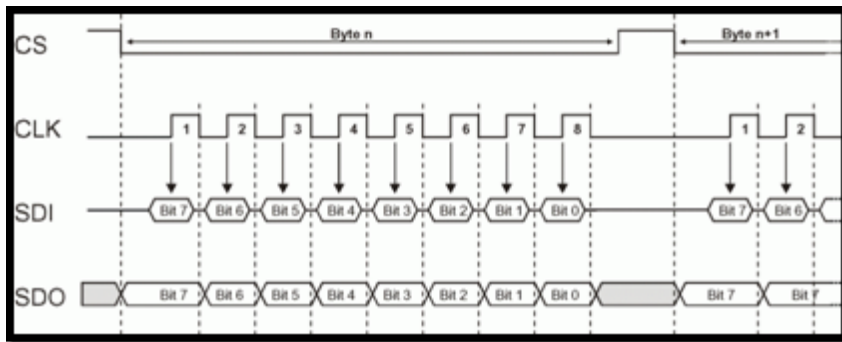 CS Byte n Byte n+1
CLK 1 2 3 4 5 6 7 8 1 2
SDI Bit 7 Bit 6 Bit 5 Bit 4 Bit 3 Bit 2 Bit 1 Bit 0 Bit 7 Bit 6
SDO Bit 7 Bit 6 Bit 5 Bit 4 Bit 3 Bit 2 Bit 1 Bit 0 Bit 7 Bit